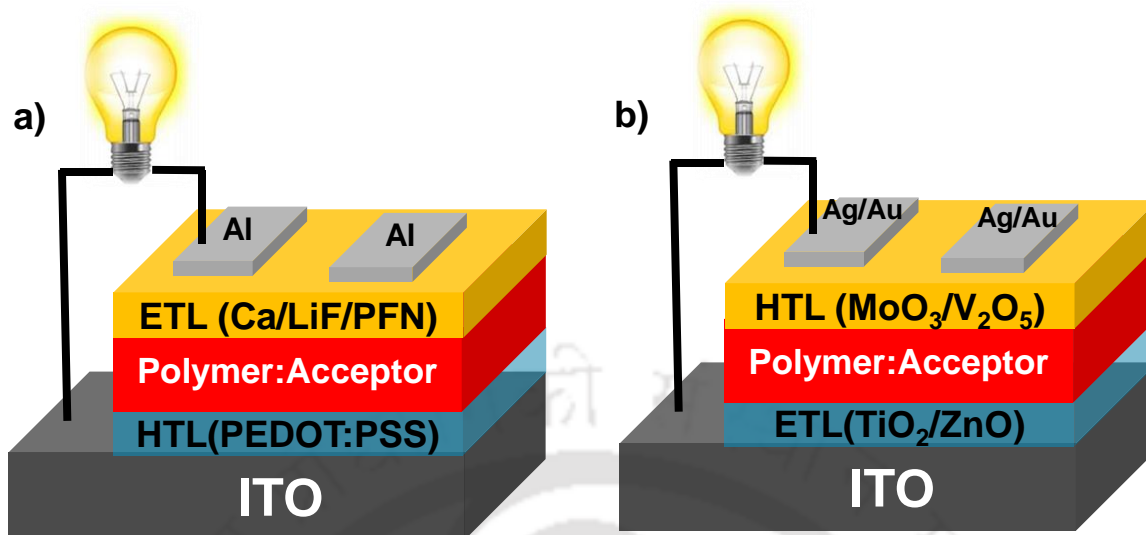 a)
Al
Al
ETL (Ca/LiF/PFN)
Polymer:Acceptor
HTL(PEDOT:PSS)
ITO
b)
Ag/Au
Ag/Au
HTL (MoO₃/V₂O₅)
Polymer:Acceptor
ETL(TiO₂/ZnO)
ITO